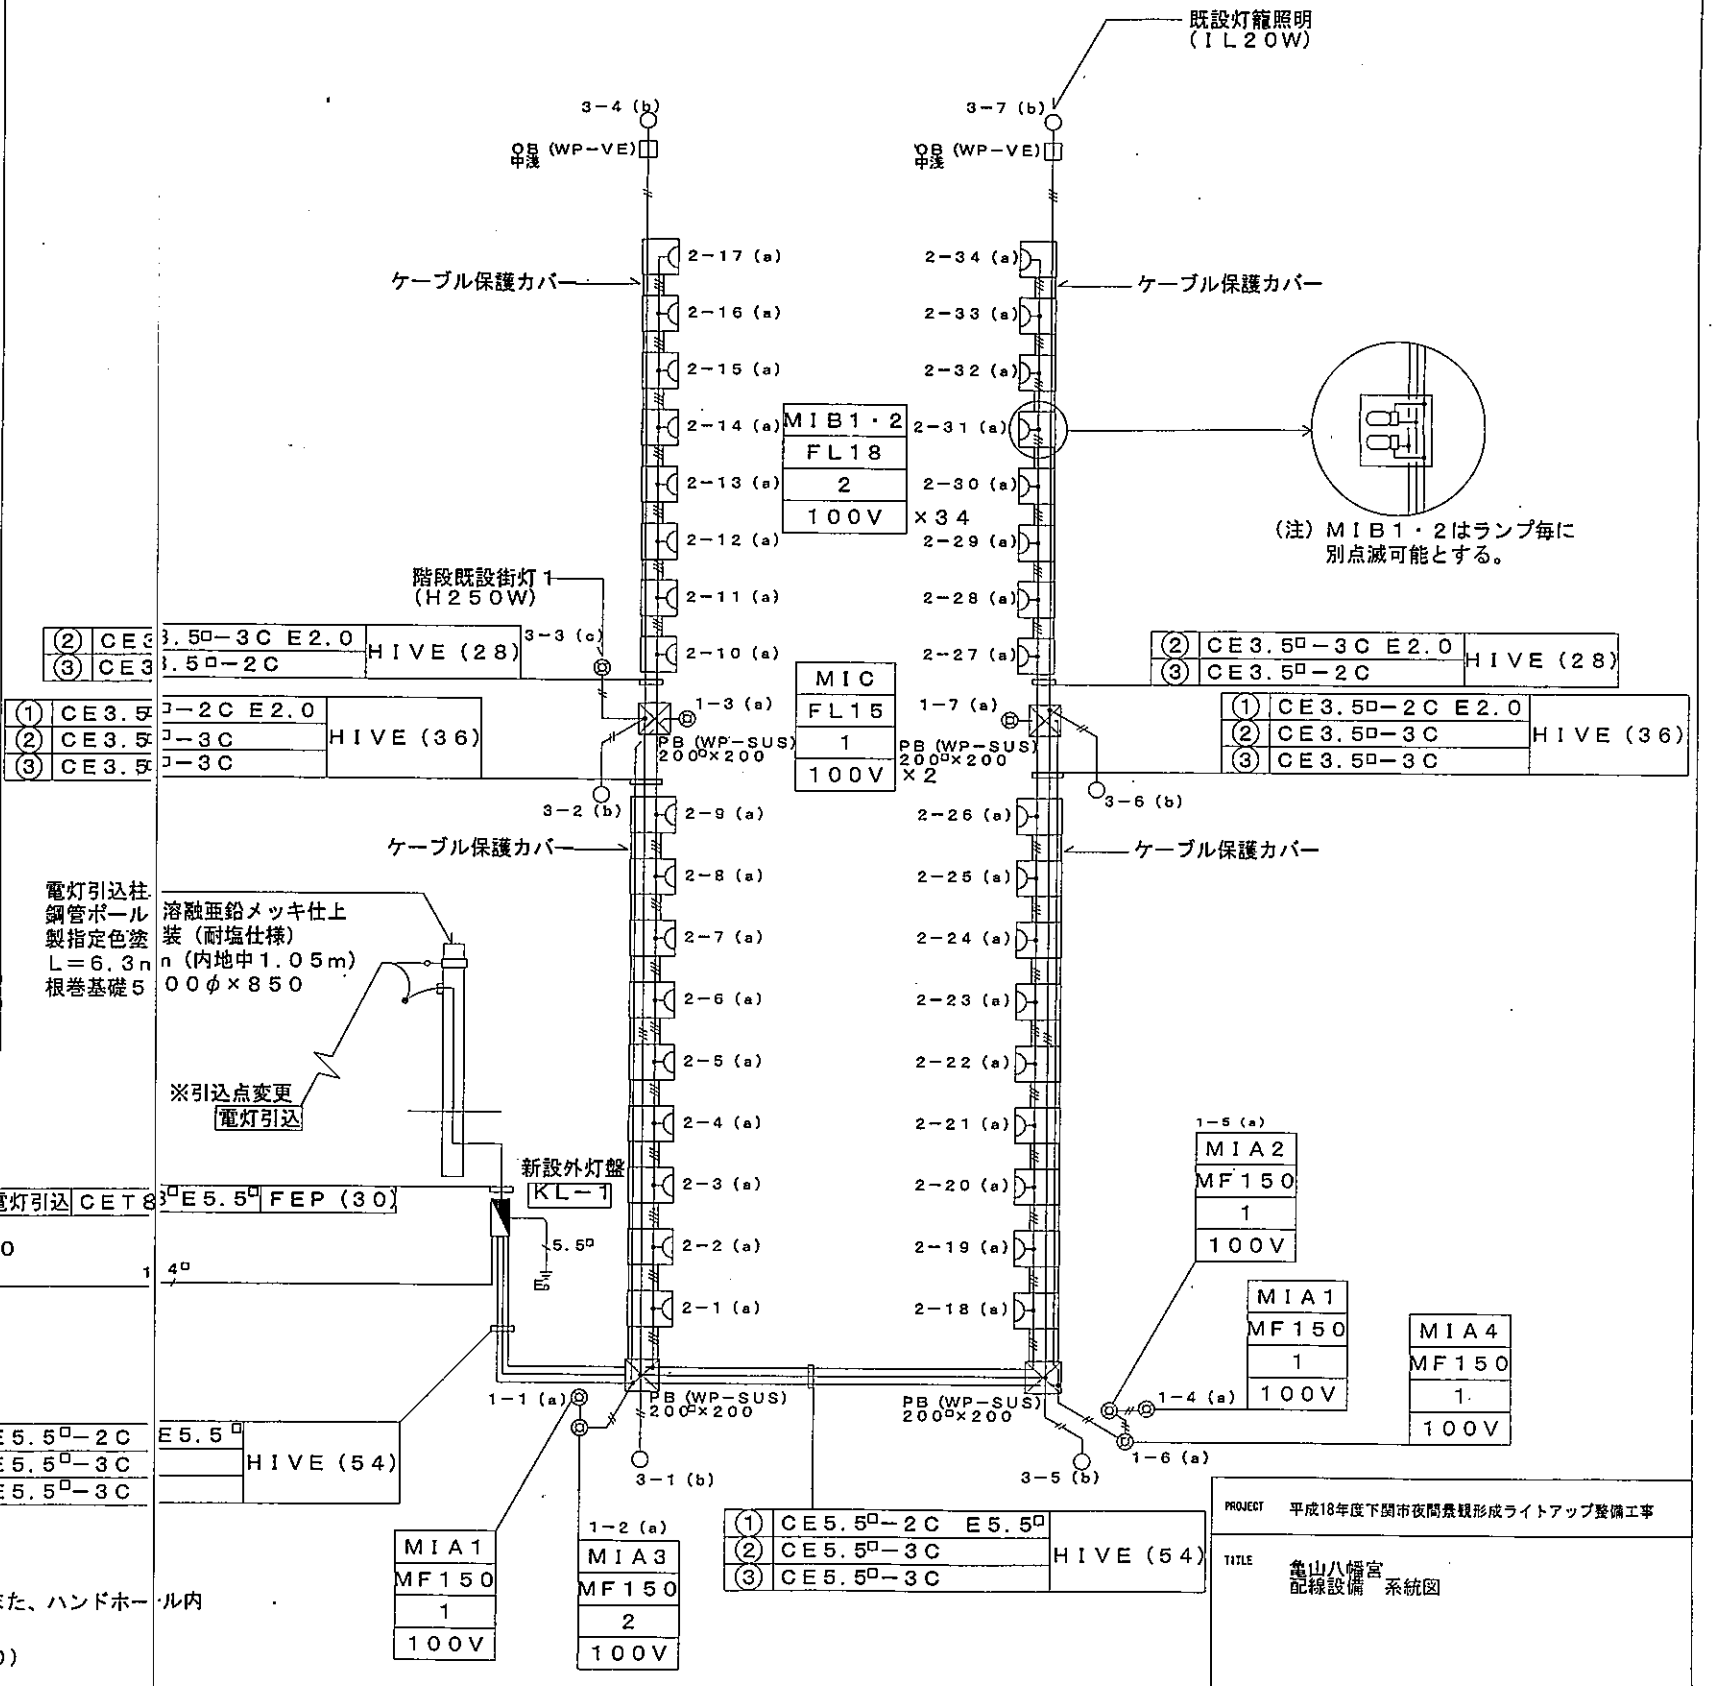 既設灯籠照明
(IL20W)
3-4 (b)
3-7 (b)
OB (WP-VE)
中浅
OB (WP-VE)
中浅
2-17 (a)
2-34 (a)
ケーブル保護カバー
ケーブル保護カバー
2-16 (a)
2-33 (a)
2-15 (a)
2-32 (a)
2-14 (a)
MIB1・2
FL18
2
100V
×34
2-31 (a)
2-13 (a)
2-30 (a)
2-12 (a)
2-29 (a)
(注) MIB1・2はランプ毎に
別点滅可能とする。
階段既設街灯1
(H250W)
2-11 (a)
2-28 (a)
3-3 (c)
2-10 (a)
2-27 (a)
② CE3.5□-3C E2.0
③ CE3.5□-2C
HIVE (28)
② CE3.5□-3C E2.0
③ CE3.5□-2C
HIVE (28)
MIC
FL15
1
100V
×2
1-3 (a)
1-7 (a)
① CE3.5□-2C E2.0
② CE3.5□-3C
③ CE3.5□-3C
HIVE (36)
PB (WP-SUS)
200□×200
PB (WP-SUS)
200□×200
① CE3.5□-2C E2.0
② CE3.5□-3C
③ CE3.5□-3C
HIVE (36)
3-2 (b)
3-6 (b)
2-9 (a)
2-26 (a)
ケーブル保護カバー
ケーブル保護カバー
2-8 (a)
2-25 (a)
電灯引込柱
鋼管ポール 溶融亜鉛メッキ仕上
製指定色塗装 (耐塩仕様)
L=6.3m (内地中1.05m)
根巻基礎500φ×850
2-7 (a)
2-24 (a)
2-6 (a)
2-23 (a)
2-5 (a)
2-22 (a)
※引込点変更
電灯引込
2-4 (a)
2-21 (a)
1-5 (a)
MIA2
MF150
1
100V
新設外灯盤
KL-1
2-3 (a)
2-20 (a)
電灯引込 CET8□E5.5□ FEP (30)
5.5□
2-2 (a)
2-19 (a)
0
14□
E
2-1 (a)
2-18 (a)
MIA1
MF150
1
100V
MIA4
MF150
1
100V
1-1 (a)
PB (WP-SUS)
200□×200
PB (WP-SUS)
200□×200
1-4 (a)
1-6 (a)
3-1 (b)
3-5 (b)
E5.5□-2C E5.5□
E5.5□-3C
E5.5□-3C
HIVE (54)
① CE5.5□-2C E5.5□
② CE5.5□-3C
③ CE5.5□-3C
HIVE (54)
MIA1
MF150
1
100V
1-2 (a)
MIA3
MF150
2
100V
PROJECT 平成18年度下関市夜間景観形成ライトアップ整備工事
TITLE 亀山八幡宮
配線設備 系統図
また、ハンドホール内
)